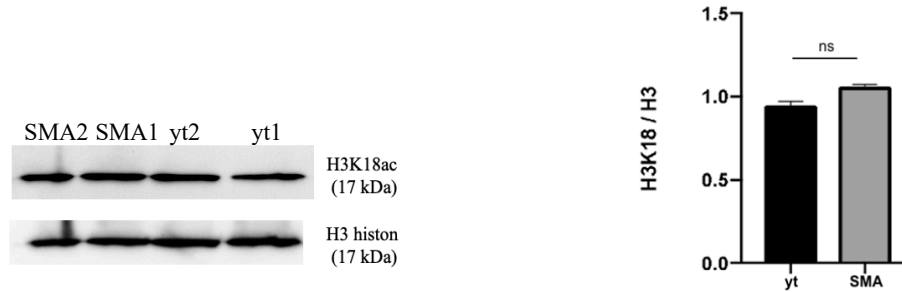 SMA2 SMA1 yt2 yt1
H3K18ac
(17 kDa)
H3 histon
(17 kDa)
1.5
1.0
0.5
0.0
H3K18 / H3
ns
yt SMA